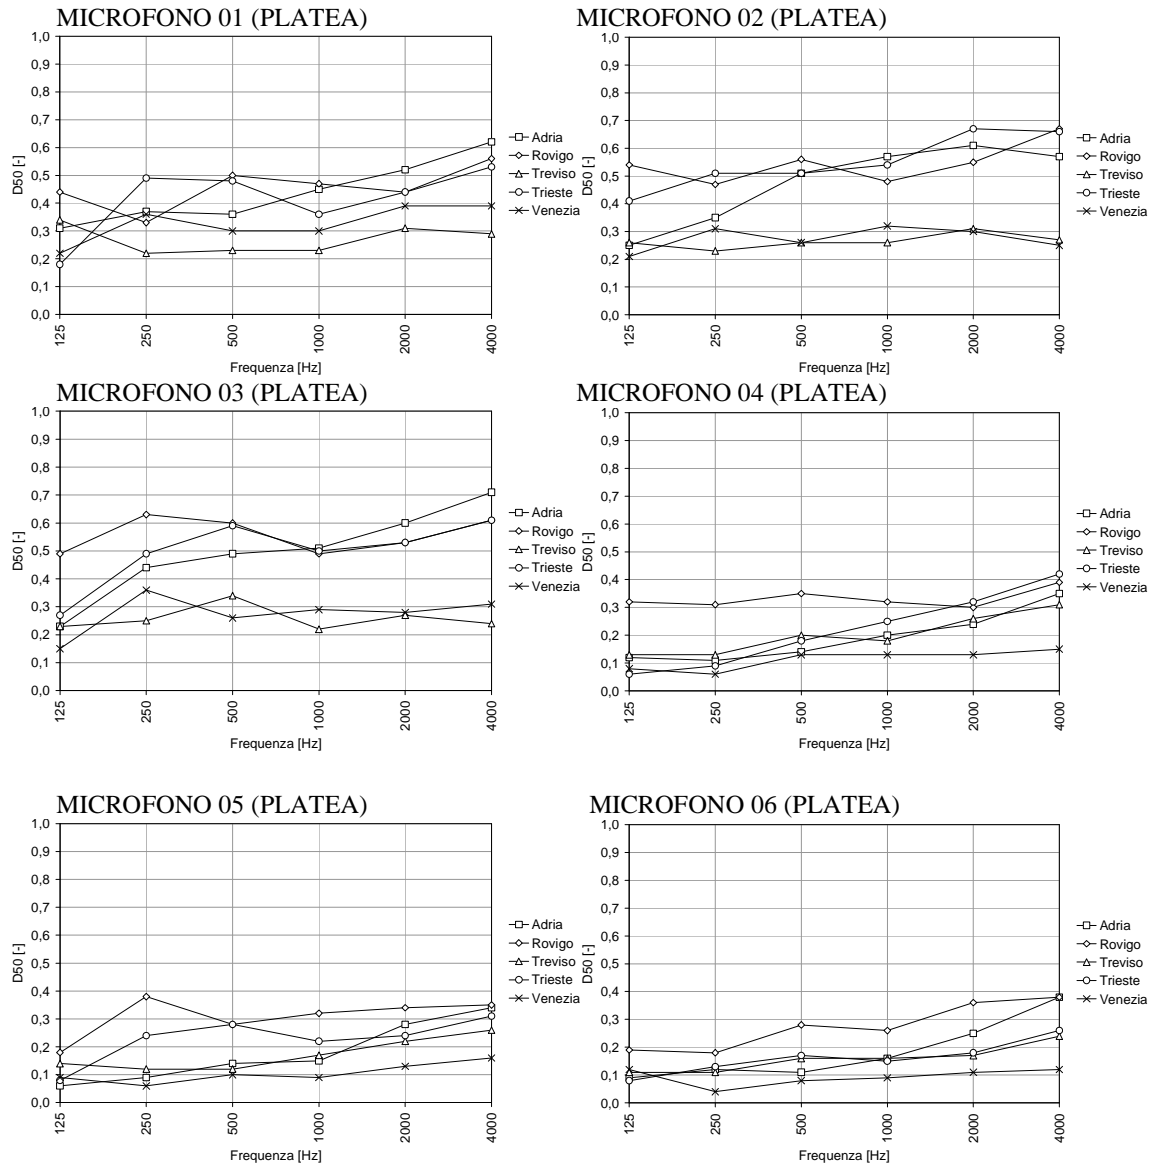 MICROFONO 01 (PLATEA)
1,0
0,9
0,8
0,7
0,6
0,5
0,4
0,3
0,2
0,1
0,0
D50 [-]
125
250
500
1000
2000
4000
Frequenza [Hz]
Adria
Rovigo
Treviso
Trieste
Venezia
MICROFONO 02 (PLATEA)
1,0
0,9
0,8
0,7
0,6
0,5
0,4
0,3
0,2
0,1
0,0
D50 [-]
125
250
500
1000
2000
4000
Frequenza [Hz]
Adria
Rovigo
Treviso
Trieste
Venezia
MICROFONO 03 (PLATEA)
1,0
0,9
0,8
0,7
0,6
0,5
0,4
0,3
0,2
0,1
0,0
D50 [-]
125
250
500
1000
2000
4000
Frequenza [Hz]
Adria
Rovigo
Treviso
Trieste
Venezia
MICROFONO 04 (PLATEA)
1,0
0,9
0,8
0,7
0,6
0,5
0,4
0,3
0,2
0,1
0,0
D50 [-]
125
250
500
1000
2000
4000
Frequenza [Hz]
Adria
Rovigo
Treviso
Trieste
Venezia
MICROFONO 05 (PLATEA)
1,0
0,9
0,8
0,7
0,6
0,5
0,4
0,3
0,2
0,1
0,0
D50 [-]
125
250
500
1000
2000
4000
Frequenza [Hz]
Adria
Rovigo
Treviso
Trieste
Venezia
MICROFONO 06 (PLATEA)
1,0
0,9
0,8
0,7
0,6
0,5
0,4
0,3
0,2
0,1
0,0
D50 [-]
125
250
500
1000
2000
4000
Frequenza [Hz]
Adria
Rovigo
Treviso
Trieste
Venezia